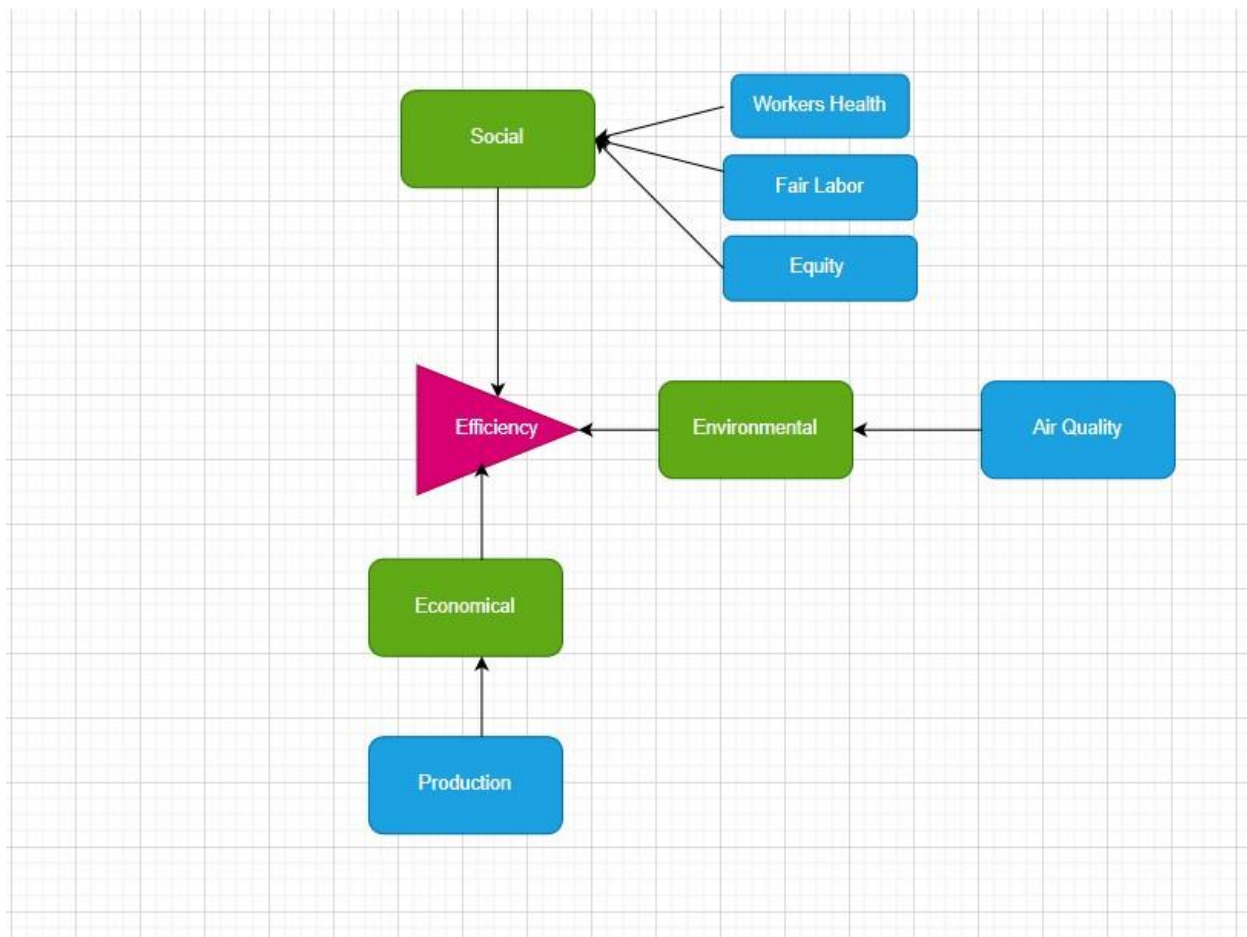 Workers Health
Social
Fair Labor
Equity
Efficiency
Environmental
Air Quality
Economical
Production